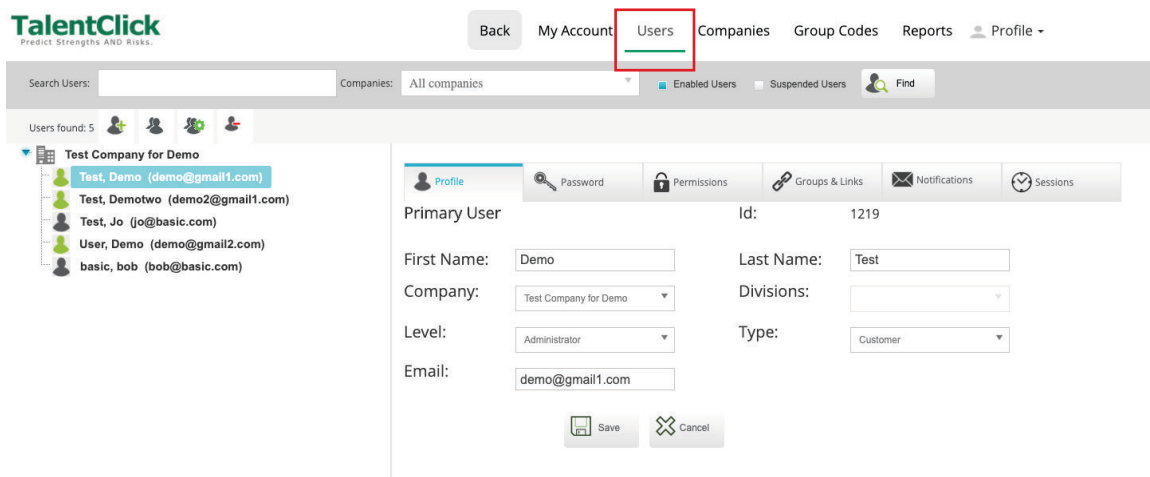 TalentClick
Predict Strengths AND Risks.
Back My Account Users Companies Group Codes Reports Profile
Search Users: Companies: All companies Enabled Users Suspended Users Find
Users found: 5
Test Company for Demo
Test, Demo (demo@gmail1.com)
Test, Demotwo (demo2@gmail1.com)
Test, Jo (jo@basic.com)
User, Demo (demo@gmail2.com)
basic, bob (bob@basic.com)
Profile Password Permissions Groups & Links Notifications Sessions
Primary User Id: 1219
First Name: Demo Last Name: Test
Company: Test Company for Demo Divisions:
Level: Administrator Type: Customer
Email: demo@gmail1.com
Save Cancel